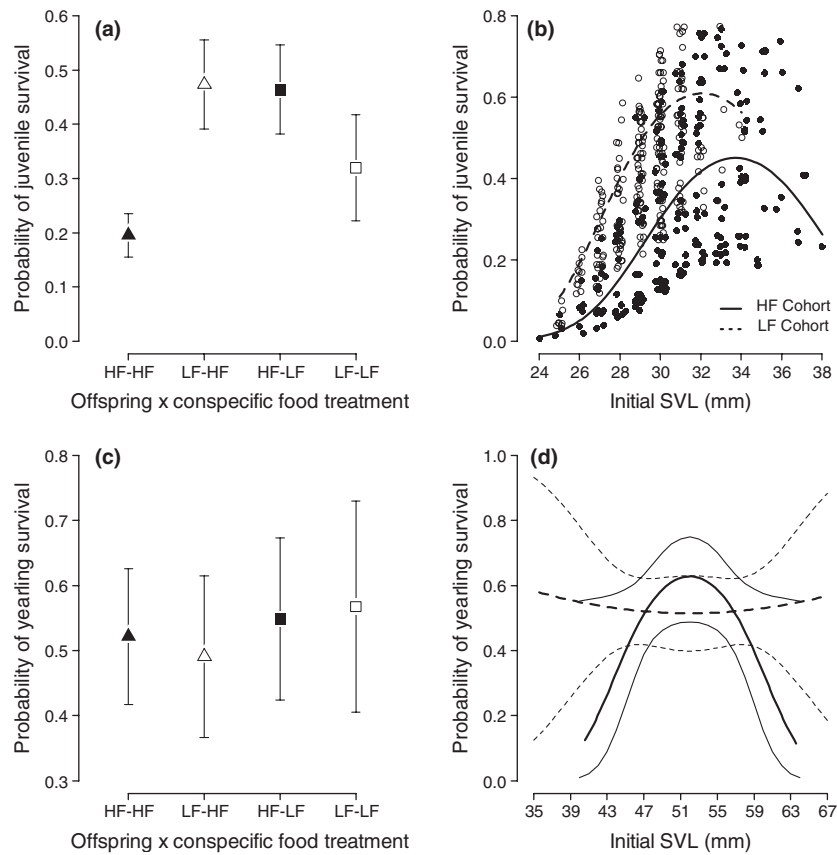 (a)
Probability of juvenile survival
0.6
0.5
0.4
0.3
0.2
0.1
0.0
HF-HF LF-HF HF-LF LF-LF
Offspring x conspecific food treatment
(b)
Probability of juvenile survival
0.8
0.6
0.4
0.2
0.0
HF Cohort
LF Cohort
24 26 28 30 32 34 36 38
Initial SVL (mm)
(c)
Probability of yearling survival
0.8
0.7
0.6
0.5
0.4
0.3
HF-HF LF-HF HF-LF LF-LF
Offspring x conspecific food treatment
(d)
Probability of yearling survival
1.0
0.8
0.6
0.4
0.2
0.0
35 39 43 47 51 55 59 63 67
Initial SVL (mm)